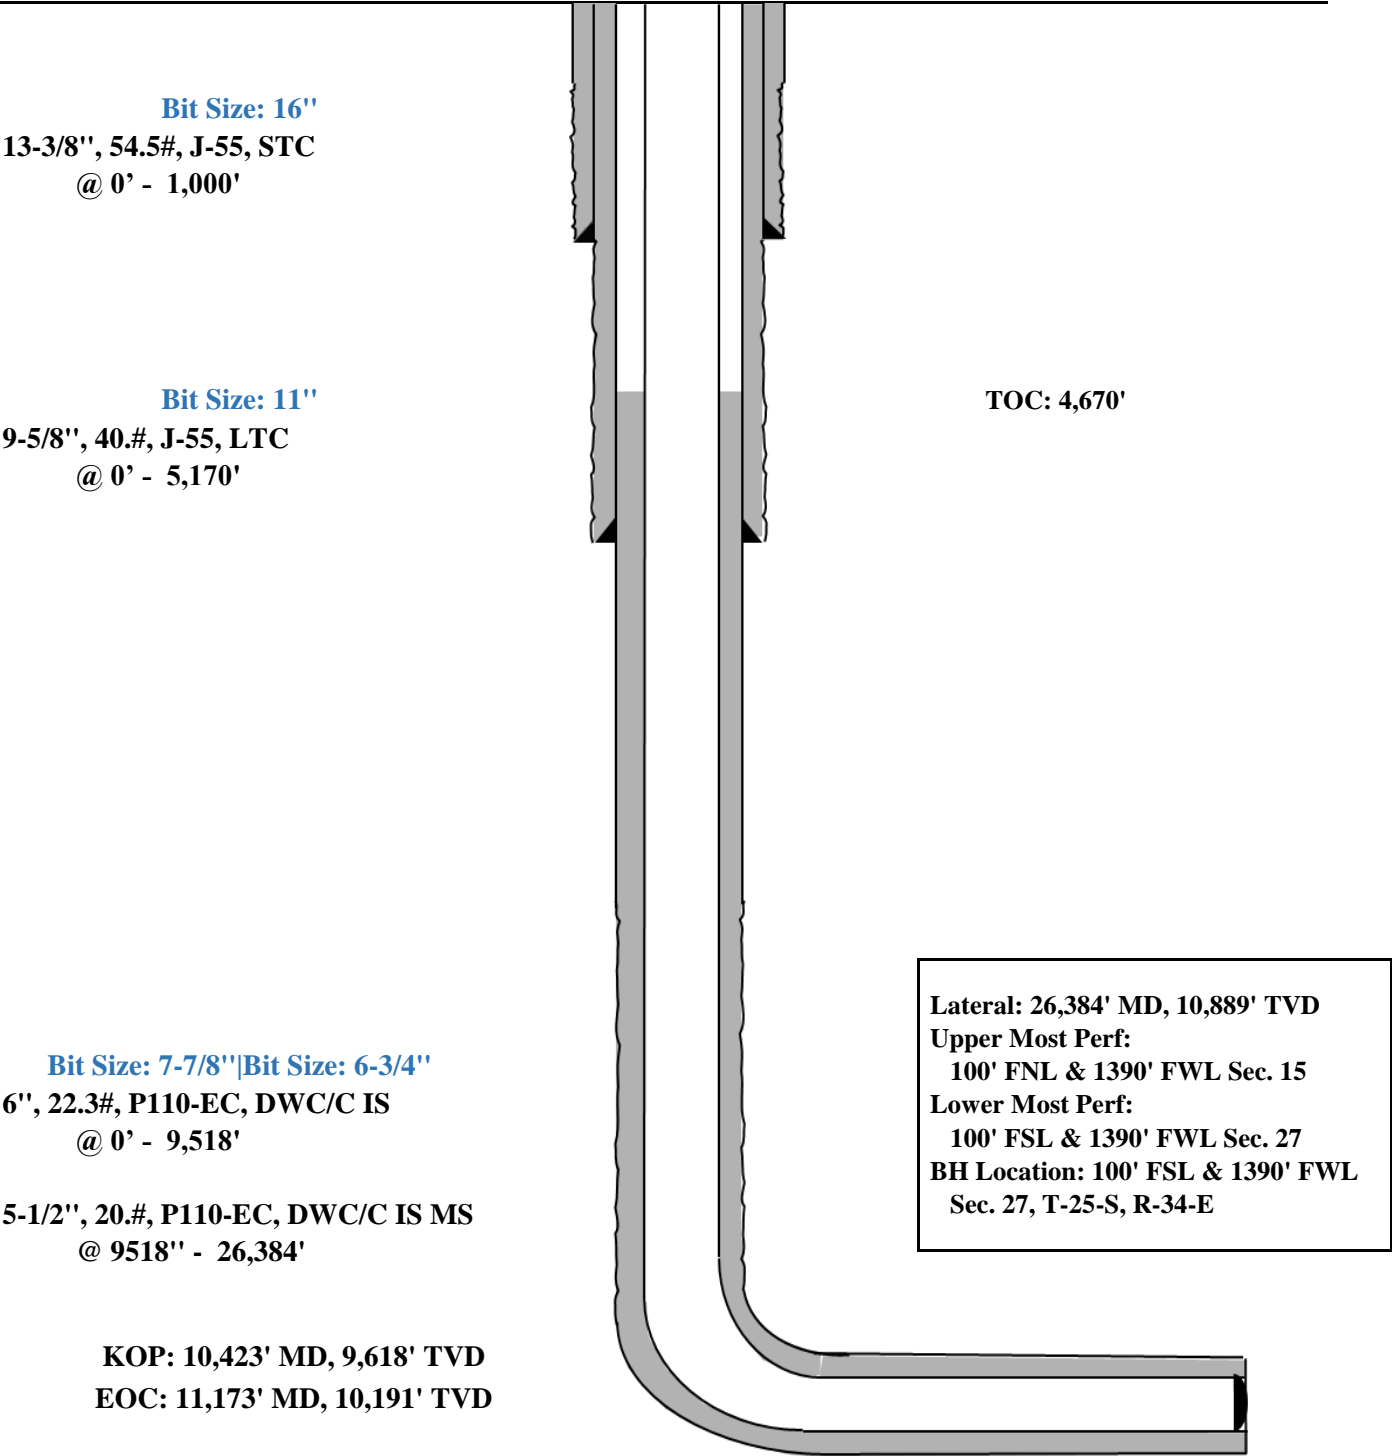 Bit Size: 16''
13-3/8'', 54.5#, J-55, STC
@ 0’ - 1,000'
Bit Size: 11''
TOC: 4,670'
9-5/8'', 40.#, J-55, LTC
@ 0’ - 5,170'
Bit Size: 7-7/8''|Bit Size: 6-3/4''
6'', 22.3#, P110-EC, DWC/C IS
@ 0’ - 9,518'
5-1/2'', 20.#, P110-EC, DWC/C IS MS
@ 9518'' - 26,384'
KOP: 10,423' MD, 9,618' TVD
EOC: 11,173' MD, 10,191' TVD
Lateral: 26,384' MD, 10,889' TVD
Upper Most Perf:
100' FNL & 1390' FWL Sec. 15
Lower Most Perf:
100' FSL & 1390' FWL Sec. 27
BH Location: 100' FSL & 1390' FWL
Sec. 27, T-25-S, R-34-E